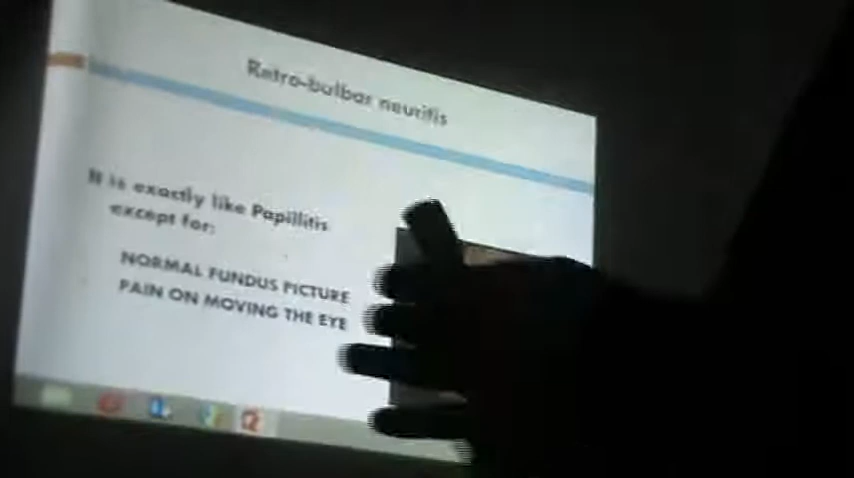 Retro-bulbar neuritis
It is exactly like Papillitis
except for:
NORMAL FUNDUS PICTURE
PAIN ON MOVING THE EYE